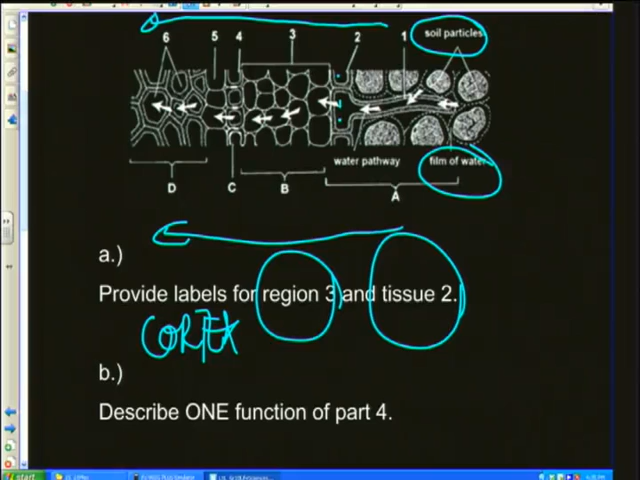 6 5 4 3 2 1 soil particles
water pathway film of water
D C B A
a.)
Provide labels for region 3 and tissue 2.
CORTEX
b.)
Describe ONE function of part 4.
start